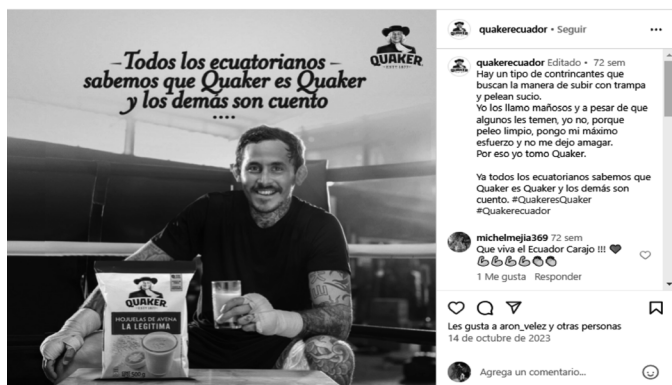 Todos los ecuatorianos
sabemos que Quaker es Quaker
y los demás son cuento
QUAKER
quakerecuador • Seguir
quakerecuador Editado • 72 sem
Hay un tipo de contrincantes que
buscan la manera de subir con trampa
y pelean sucio.
Yo los llamo mañosos y a pesar de que
algunos les temen, yo no, porque
peleo limpio, pongo mi máximo
esfuerzo y no me dejo amagar.
Por eso yo tomo Quaker.
Ya todos los ecuatorianos sabemos que
Quaker es Quaker y los demás son
cuento. #QuakeresQuaker
#Quakerecuador
michelmejia369 72 sem
Que viva el Ecuador Carajo !!! 🖤
💪💪💪💪👏👏
1 Me gusta Responder
QUAKER
HOJUELAS DE AVENA
LA LEGITIMA
Les gusta a aron_velez y otras personas
14 de octubre de 2023
Agrega un comentario...